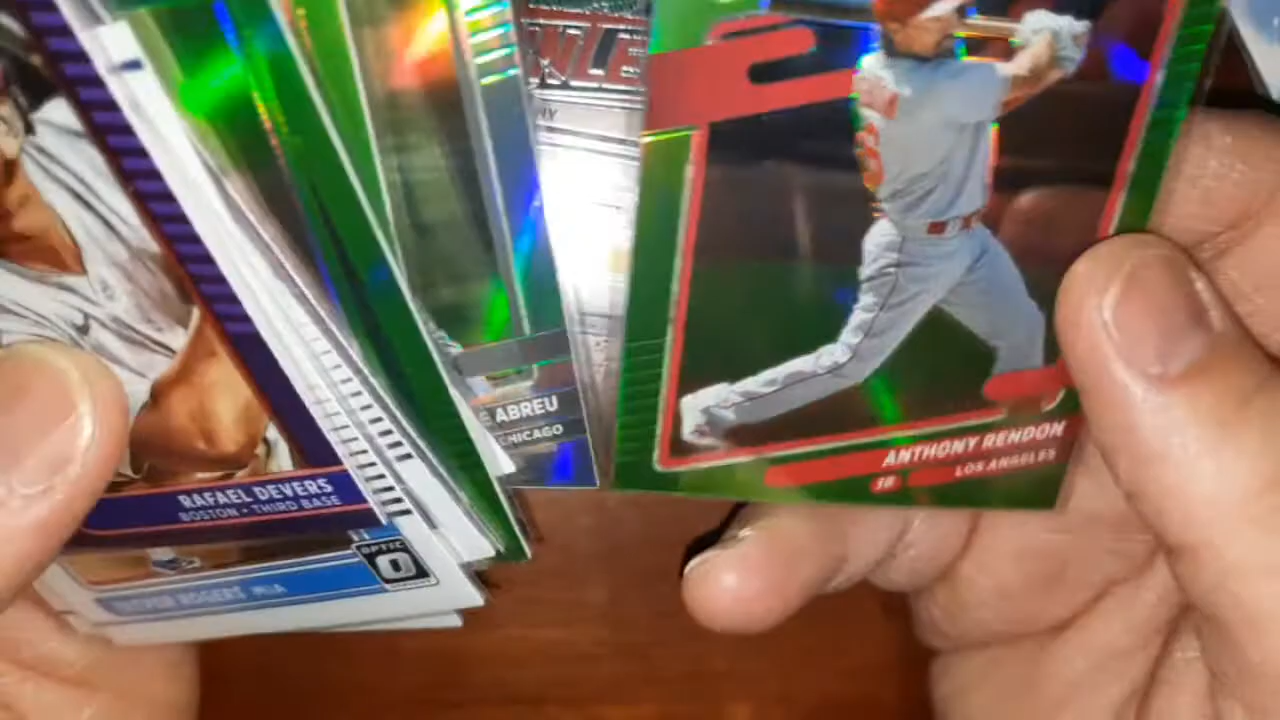 RAFAEL DEVERS
BOSTON • THIRD BASE
OPTIC
O
ABREU
CHICAGO
ANTHONY RENDON
3B
LOS ANGELES